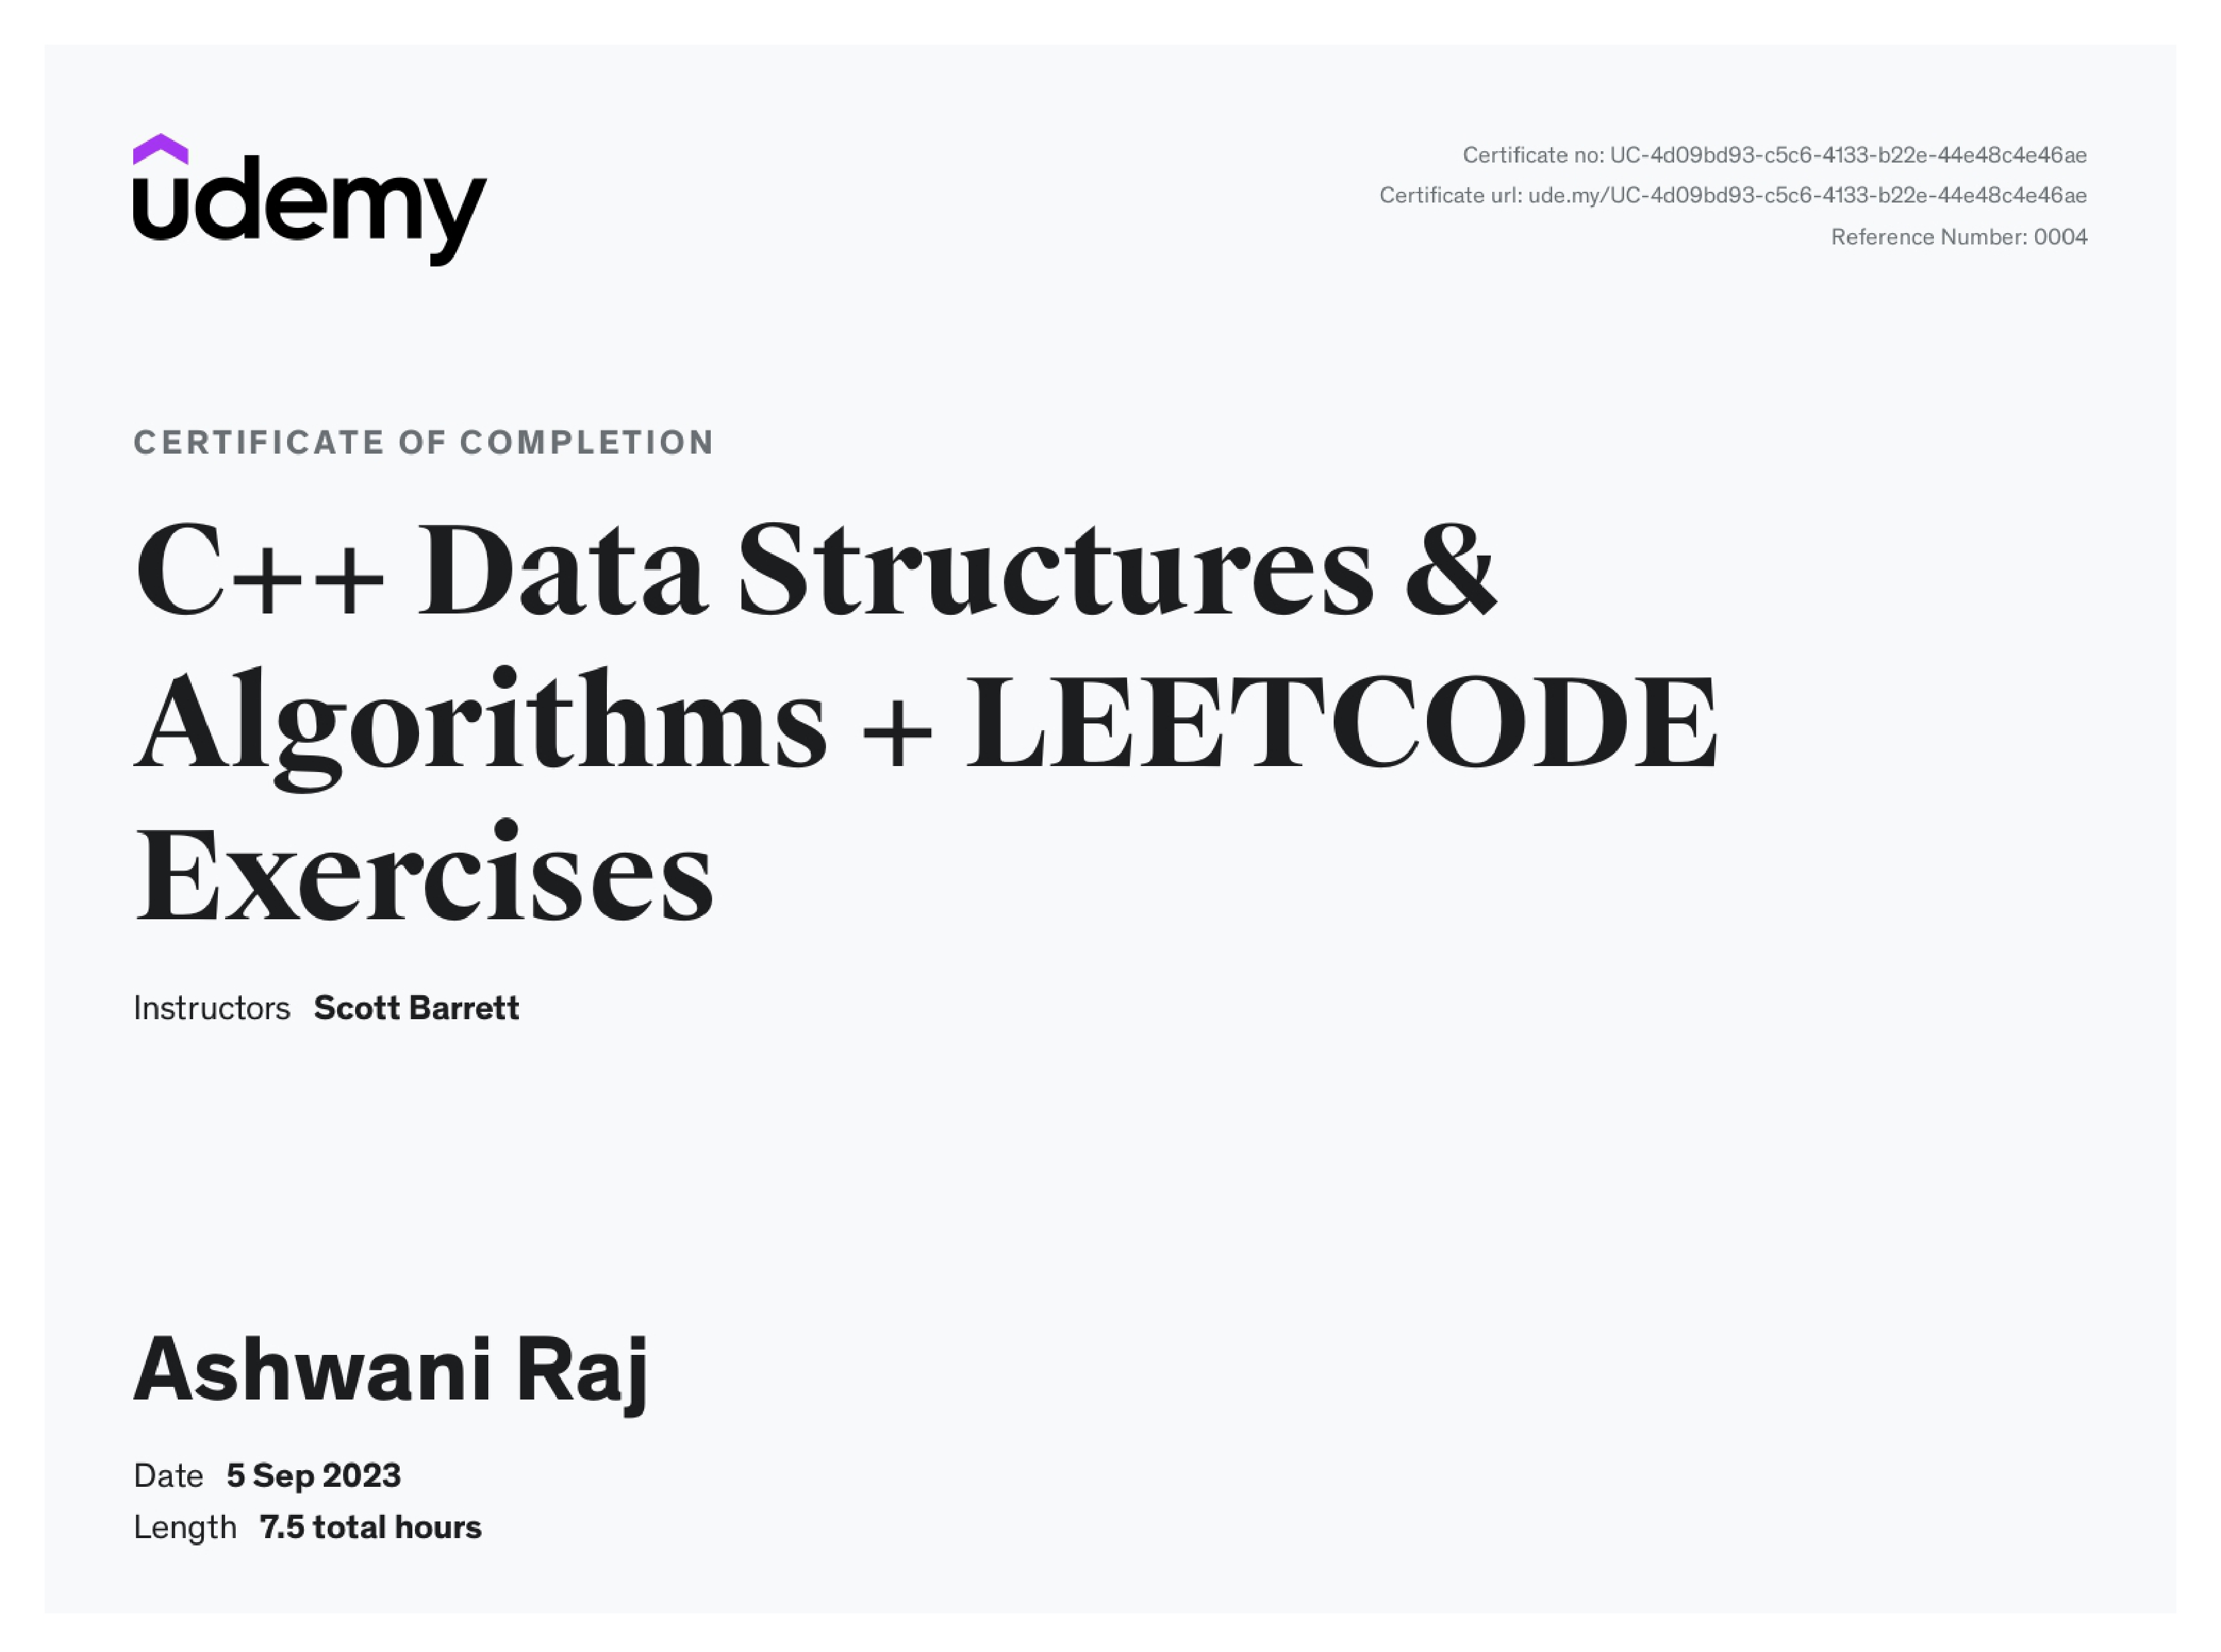 udemy
Certificate no: UC-4d09bd93-c5c6-4133-b22e-44e48c4e46ae
Certificate url: ude.my/UC-4d09bd93-c5c6-4133-b22e-44e48c4e46ae
Reference Number: 0004
CERTIFICATE OF COMPLETION
C++ Data Structures &
Algorithms + LEETCODE
Exercises
Instructors Scott Barrett
Ashwani Raj
Date 5 Sep 2023
Length 7.5 total hours